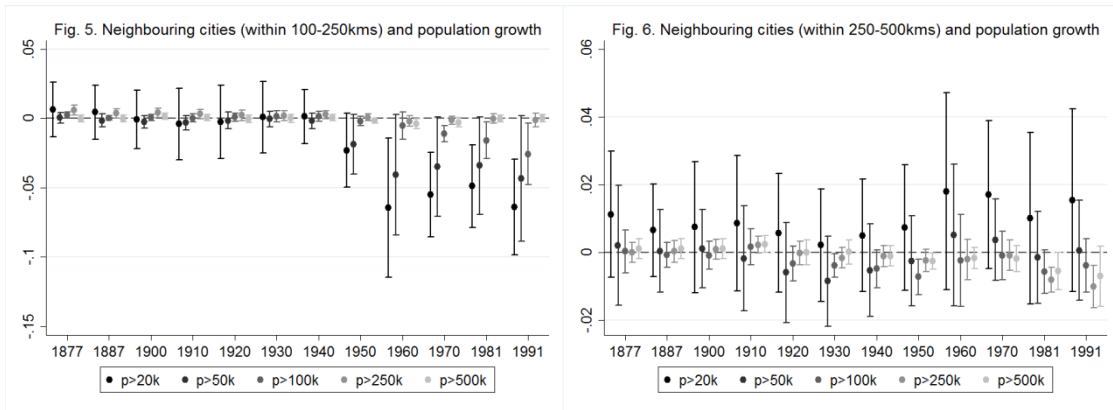 Fig. 5. Neighbouring cities (within 100-250kms) and population growth
.05
0
-.05
-.1
-.15
1877 1887 1900 1910 1920 1930 1940 1950 1960 1970 1981 1991
p>20k p>50k p>100k p>250k p>500k
Fig. 6. Neighbouring cities (within 250-500kms) and population growth
.06
.04
.02
0
-.02
1877 1887 1900 1910 1920 1930 1940 1950 1960 1970 1981 1991
p>20k p>50k p>100k p>250k p>500k